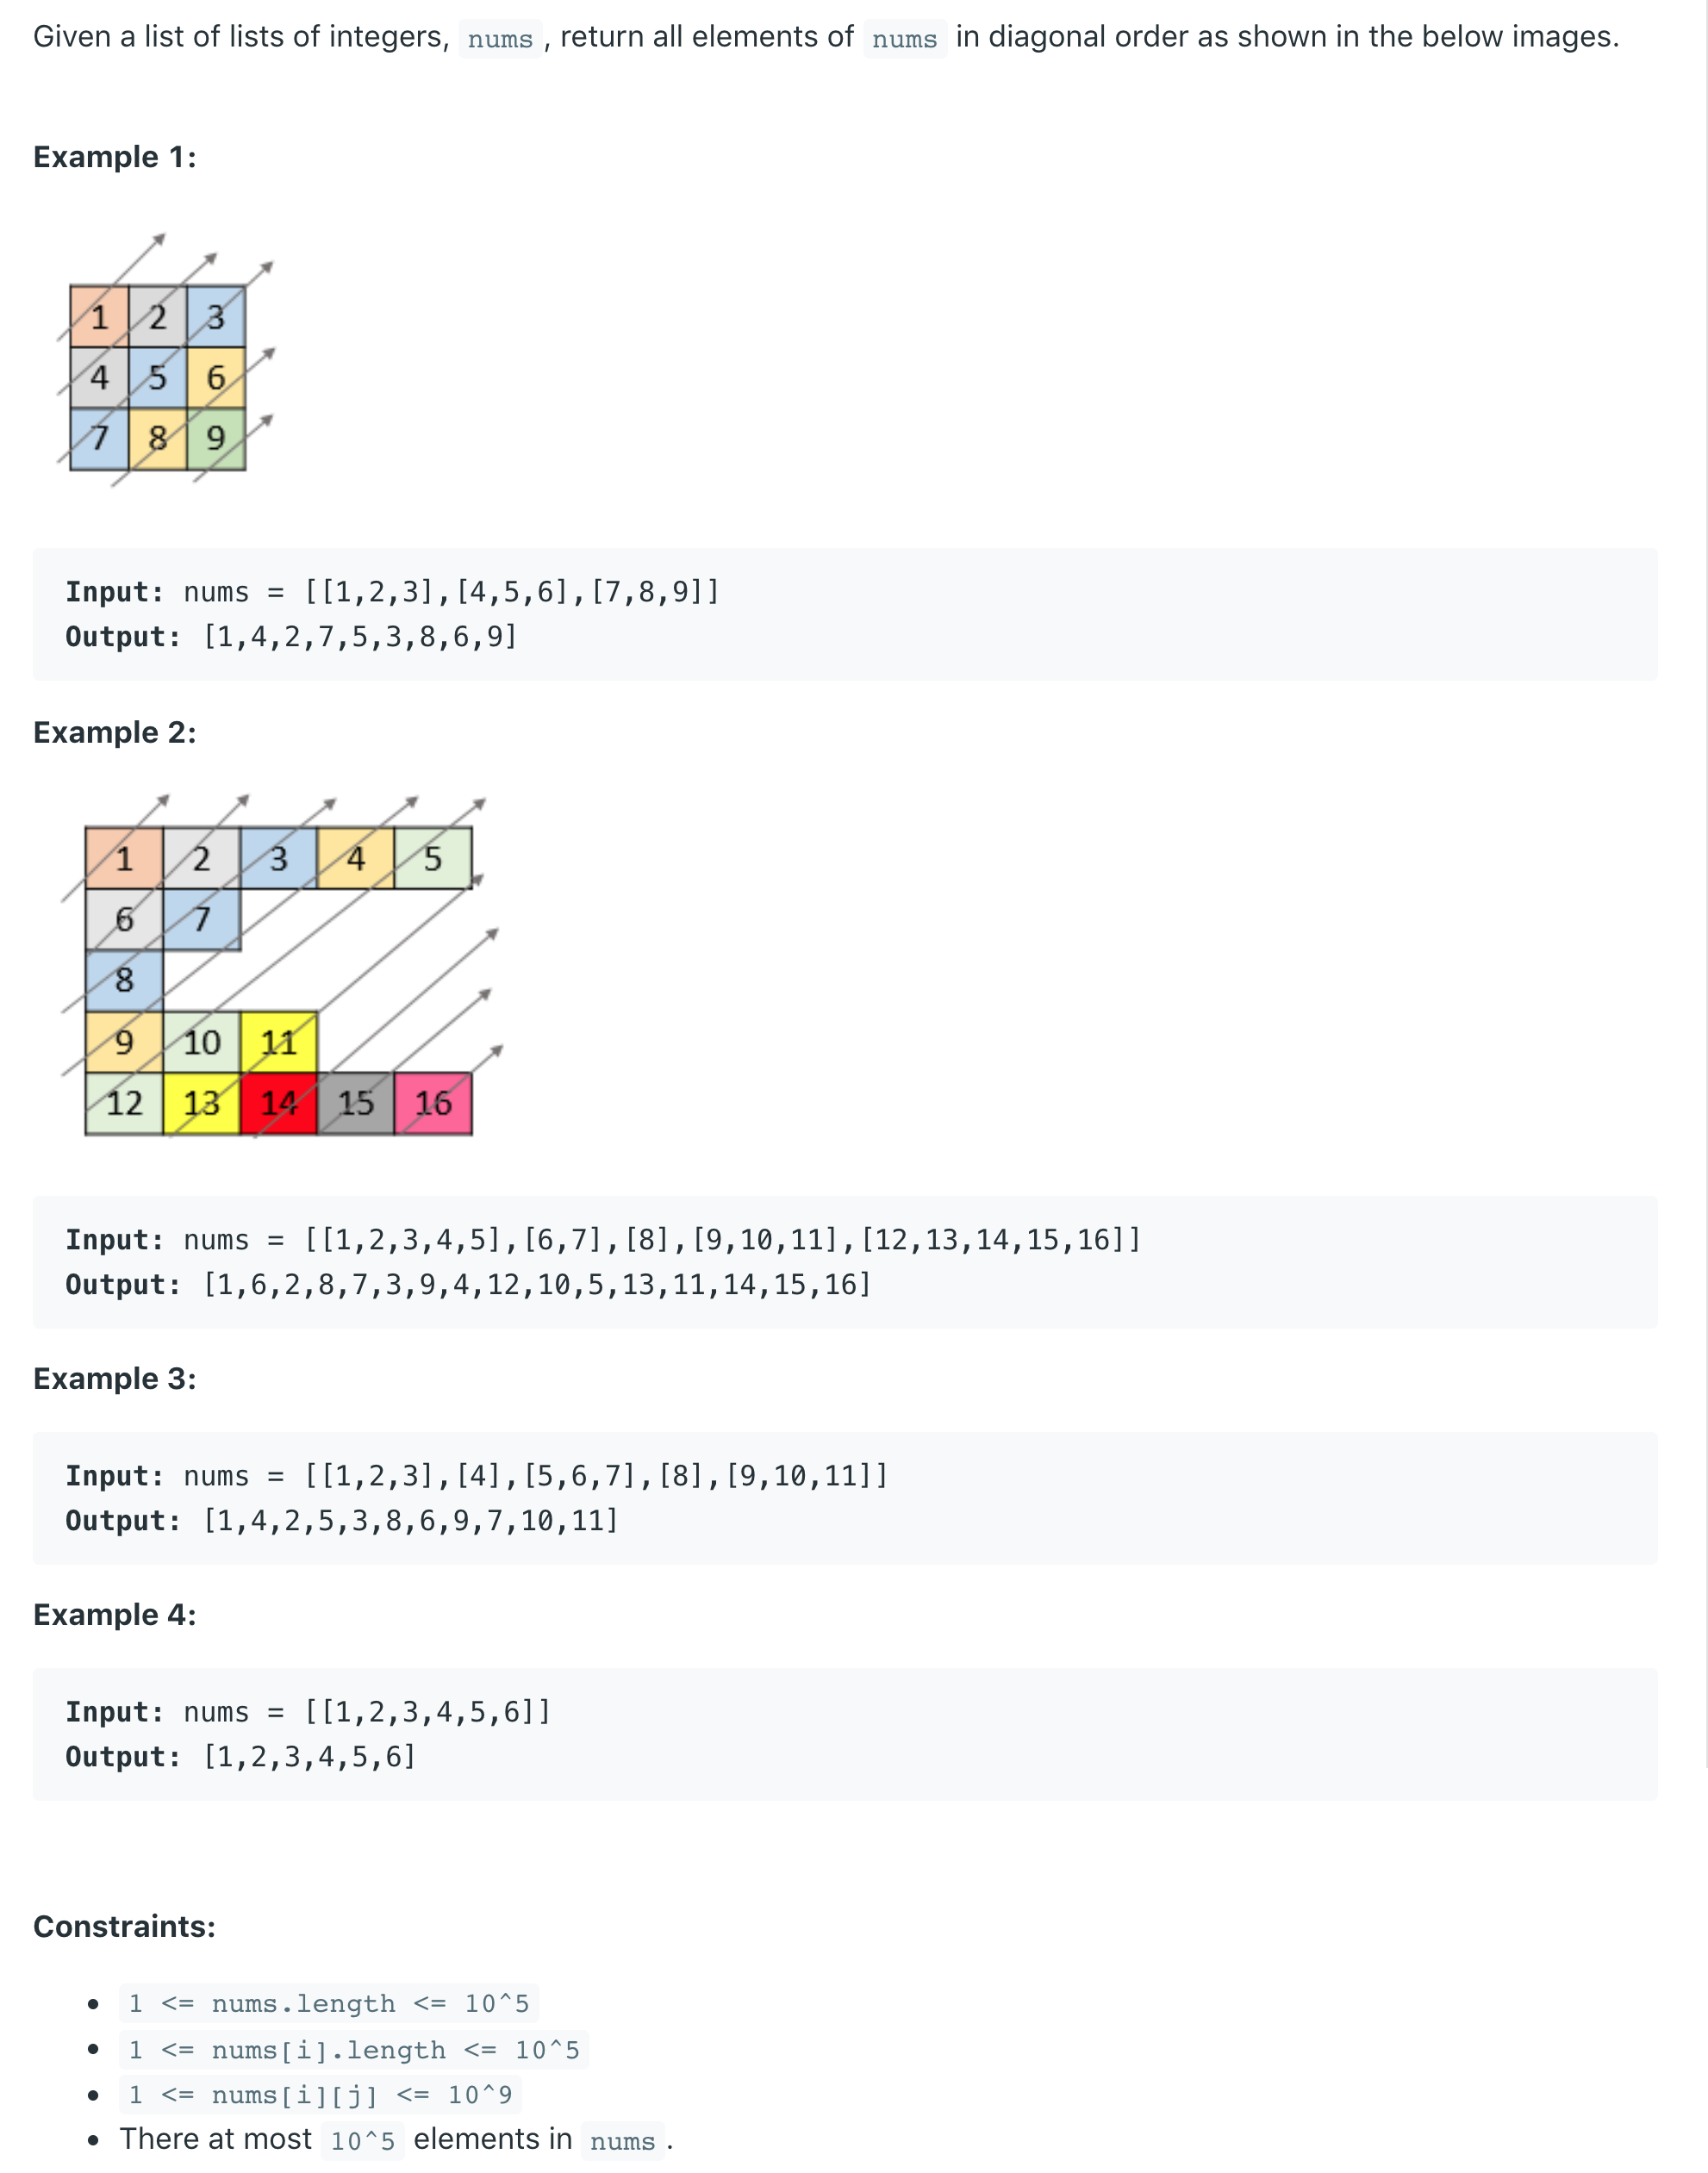 Given a list of lists of integers, nums , return all elements of nums in diagonal order as shown in the below images.
Example 1:
1 2 3
4 5 6
7 8 9
Input: nums = [[1,2,3],[4,5,6],[7,8,9]]
Output: [1,4,2,7,5,3,8,6,9]
Example 2:
1 2 3 4 5
6 7
8
9 10 11
12 13 14 15 16
Input: nums = [[1,2,3,4,5],[6,7],[8],[9,10,11],[12,13,14,15,16]]
Output: [1,6,2,8,7,3,9,4,12,10,5,13,11,14,15,16]
Example 3:
Input: nums = [[1,2,3],[4],[5,6,7],[8],[9,10,11]]
Output: [1,4,2,5,3,8,6,9,7,10,11]
Example 4:
Input: nums = [[1,2,3,4,5,6]]
Output: [1,2,3,4,5,6]
Constraints:
• 1 <= nums.length <= 10^5
• 1 <= nums[i].length <= 10^5
• 1 <= nums[i][j] <= 10^9
• There at most 10^5 elements in nums .